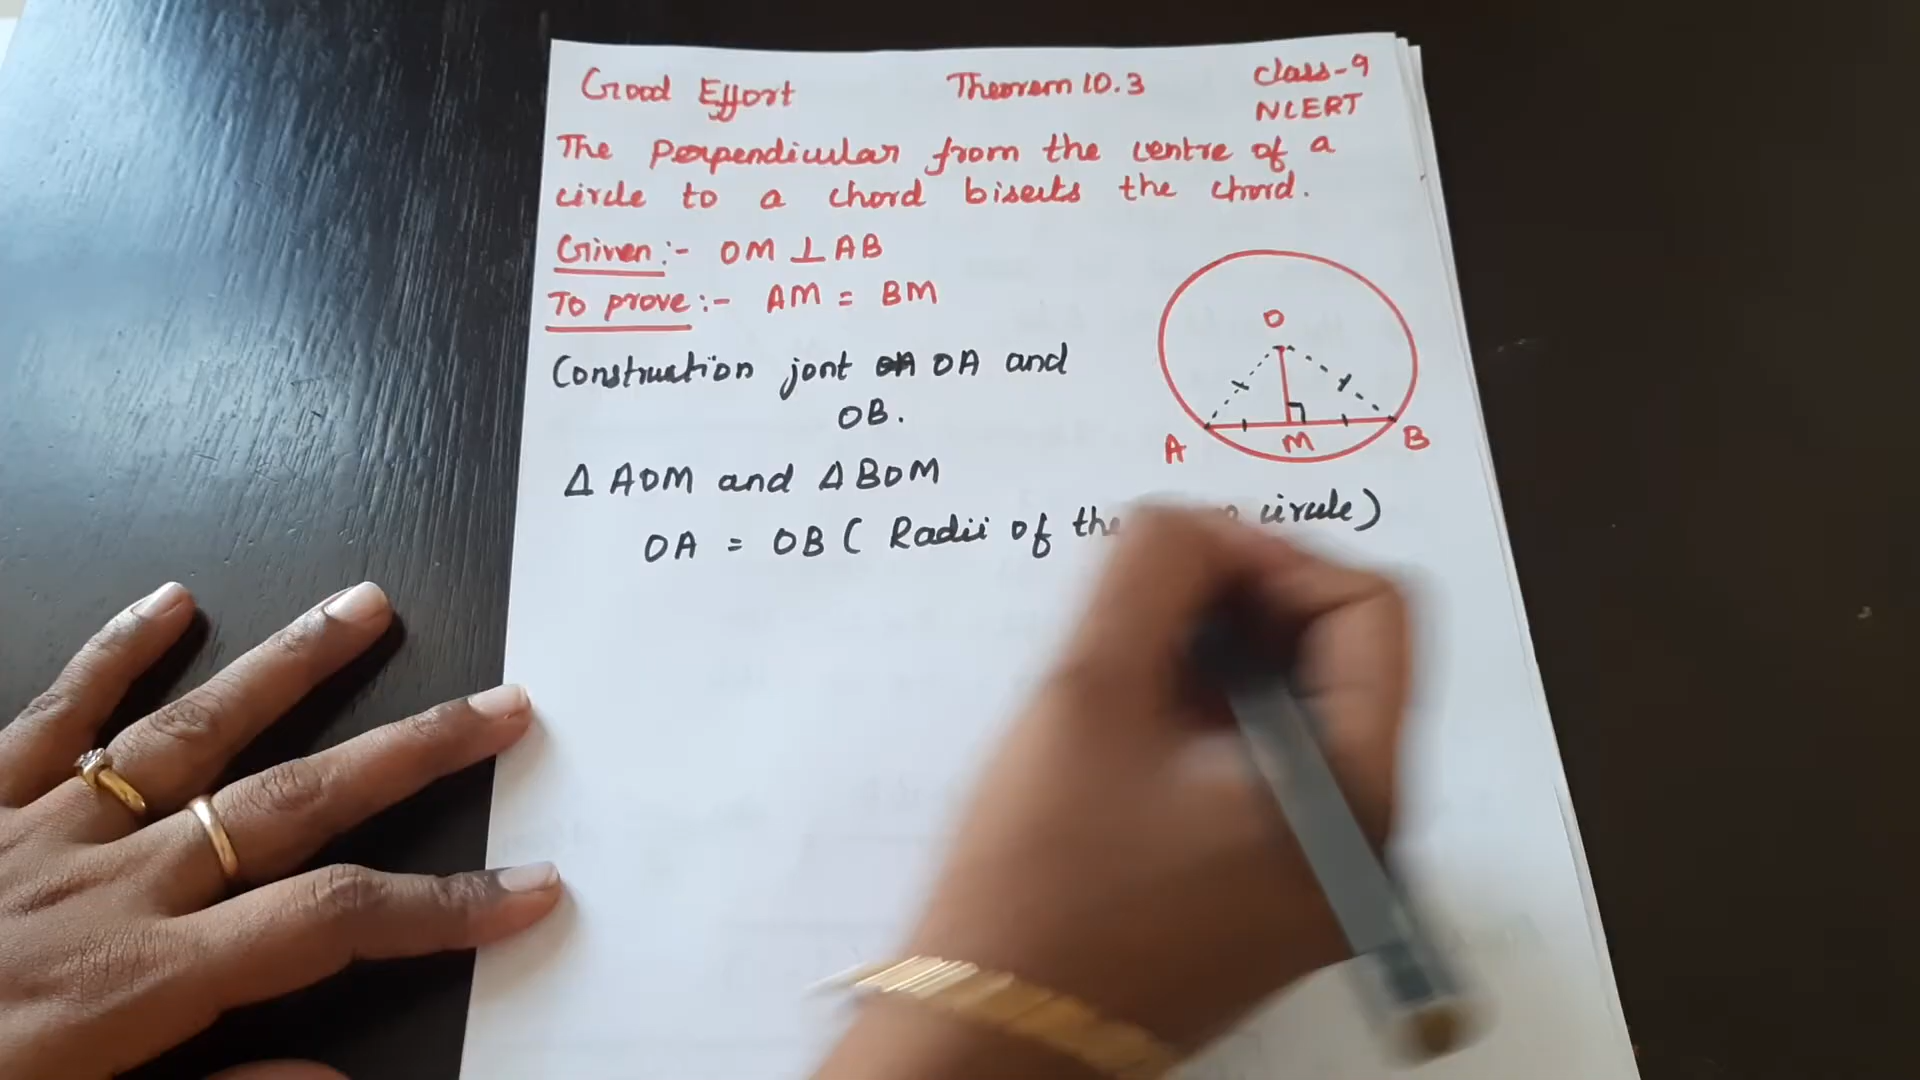 Good Effort Theorem 10.3 Class-9
NCERT
The perpendicular from the centre of a
circle to a chord bisects the chord.
Given:- OM ⊥ AB
To prove:- AM = BM
Construction joint OA and
OB.
Δ AOM and Δ BOM
OA = OB ( Radii of the circule)
O
A M B